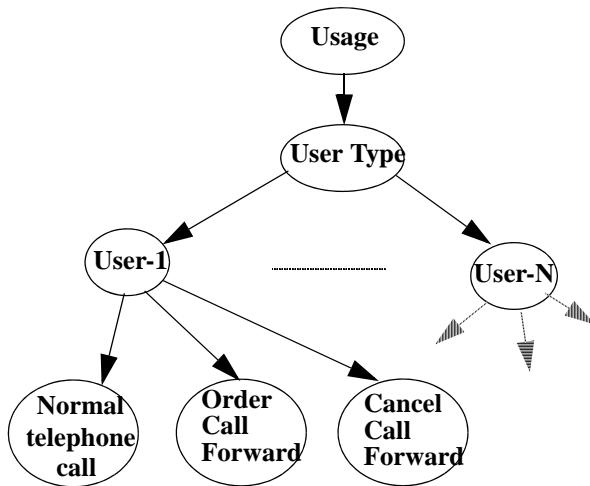 Usage
User Type
User-1
User-N
Normal
telephone
call
Order
Call
Forward
Cancel
Call
Forward